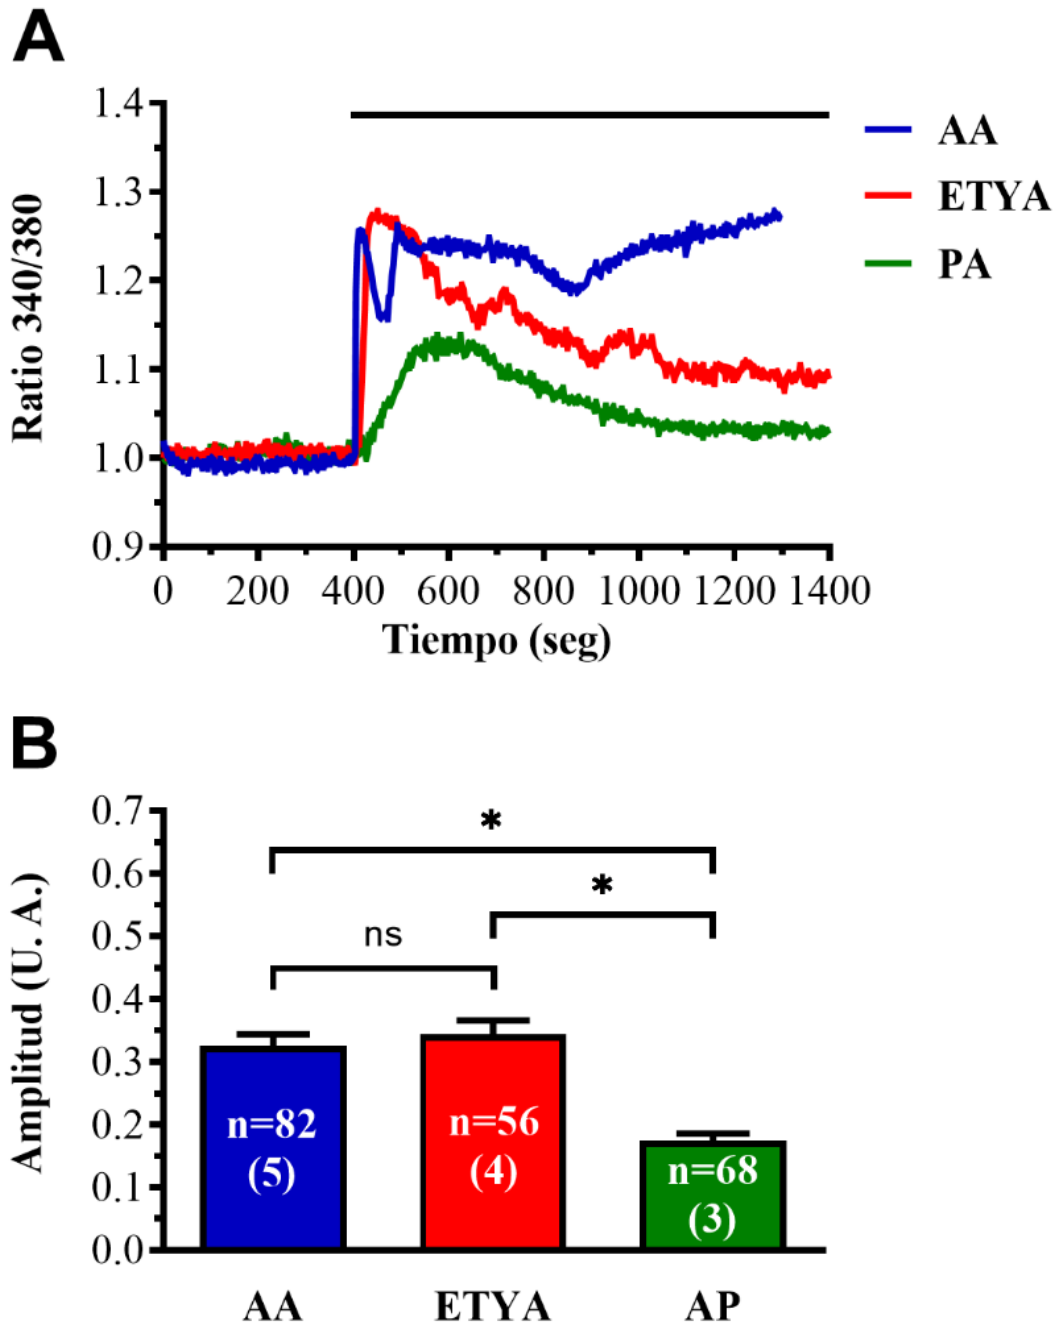 A
1.4
1.3
1.2
1.1
1.0
0.9
Ratio 340/380
0 200 400 600 800 1000 1200 1400
Tiempo (seg)
AA
ETYA
PA
B
0.7
0.6
0.5
0.4
0.3
0.2
0.1
0.0
Amplitud (U. A.)
*
*
ns
n=82
(5)
n=56
(4)
n=68
(3)
AA ETYA AP